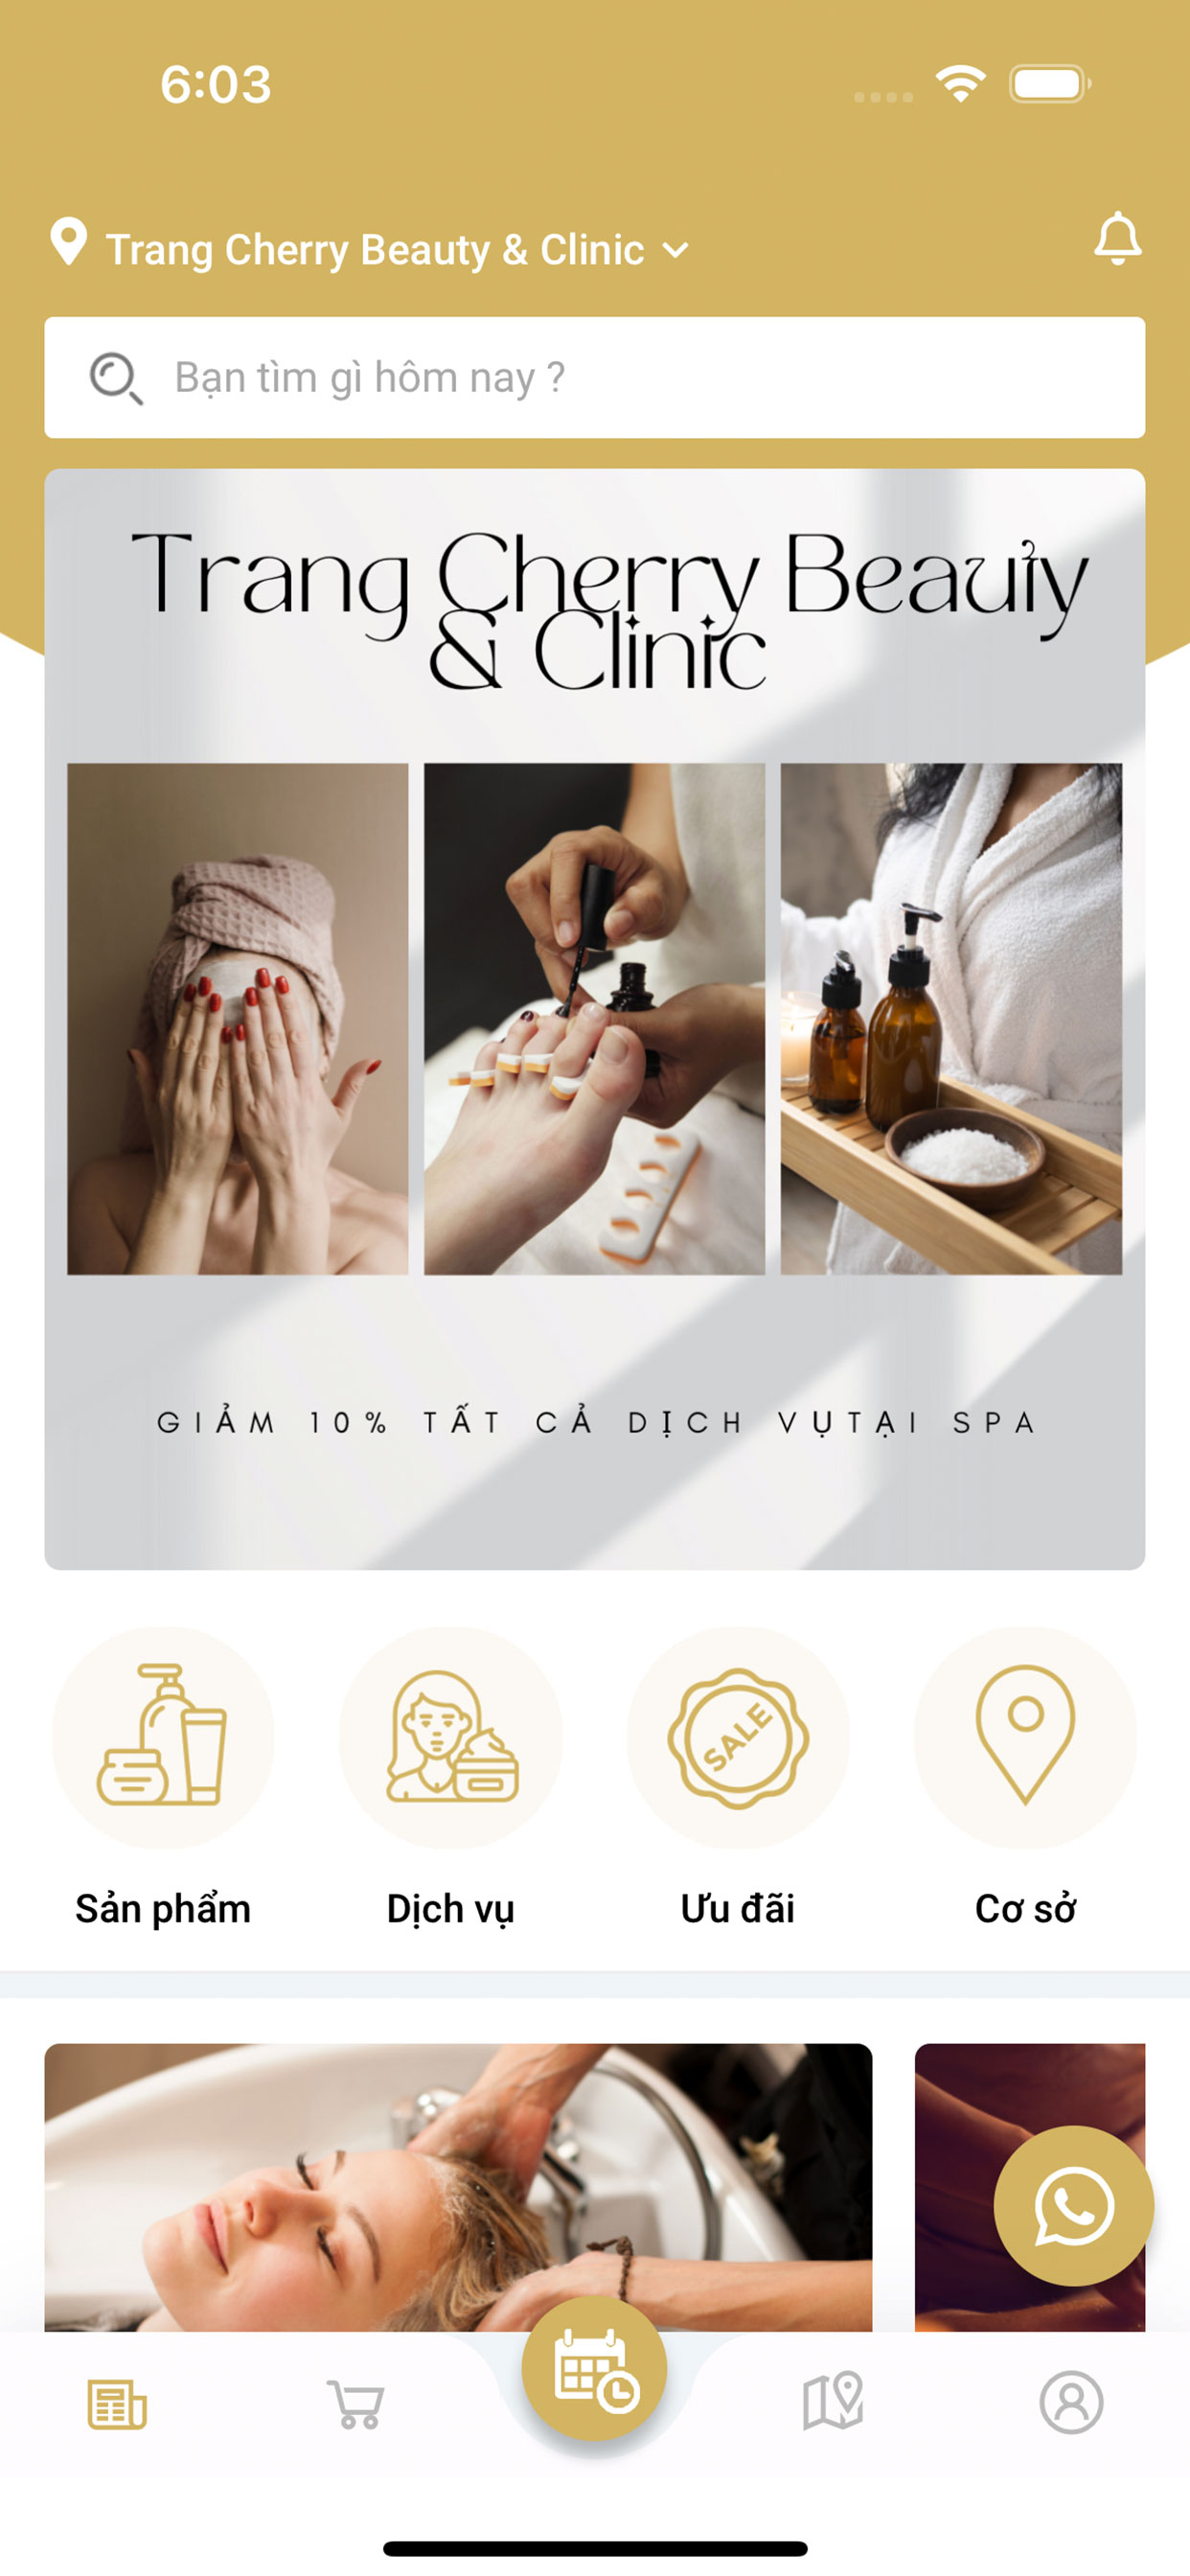 6:03
Trang Cherry Beauty & Clinic
Bạn tìm gì hôm nay ?
Trang Cherry Beauty
& Clinic
GIẢM 10% TẤT CẢ DỊCH VỤTẠI SPA
SALE
Sản phẩm
Dịch vụ
Ưu đãi
Cơ sở